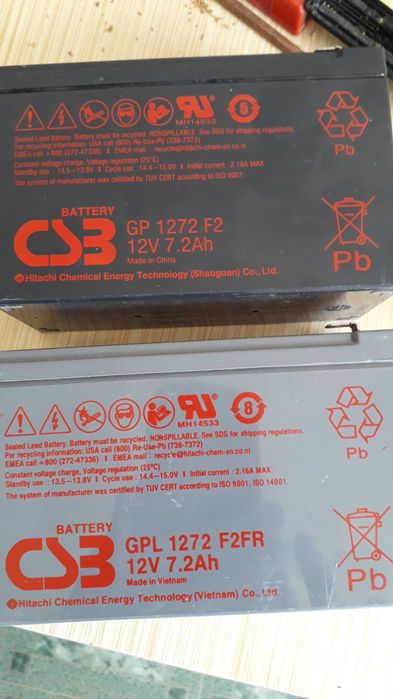 MH14533
5
Pb
Sealed Lead Battery. Battery must be recycled. NONSPILLABLE. See SDS for shipping regulations.
For recycling information: USA call (800) Re-Use-Pb (738-7372)
EMEA call +800 (272-47336) I EMEA mail recycle@hitachi-chem-en-co.nl
Constant voltage charge, Voltage regulation (25°C)
Standby use : 13.5~13.8V I Cycle use : 14.4~15.0V I Initial current : 2.16A MAX.
The system of manufacturer was certified by TUV CERT according to ISO 9001.
BATTERY
CSB
GP 1272 F2
12V 7.2Ah
Made in China
Hitachi Chemical Energy Technology (Shaoguan) Co., Ltd.
Pb
MH14533
8
Pb
Sealed Lead Battery. Battery must be recycled. NONSPILLABLE. See SDS for shipping regulations.
For recycling information: USA call (800) Re-Use-Pb (738-7372)
EMEA call +800 (272-47336) I EMEA mail : recycle@hitachi-chem-en-co.nl
Constant voltage charge, Voltage regulation (25°C)
Standby use : 13.5~13.8V I Cycle use : 14.4~15.0V I Initial current : 2.16A MAX.
The system of manufacturer was certified by TUV CERT according to ISO 9001, ISO 14001.
BATTERY
CSB
GPL 1272 F2FR
12V 7.2Ah
Made in Vietnam
Hitachi Chemical Energy Technology (Vietnam) Co., Ltd.
Pb